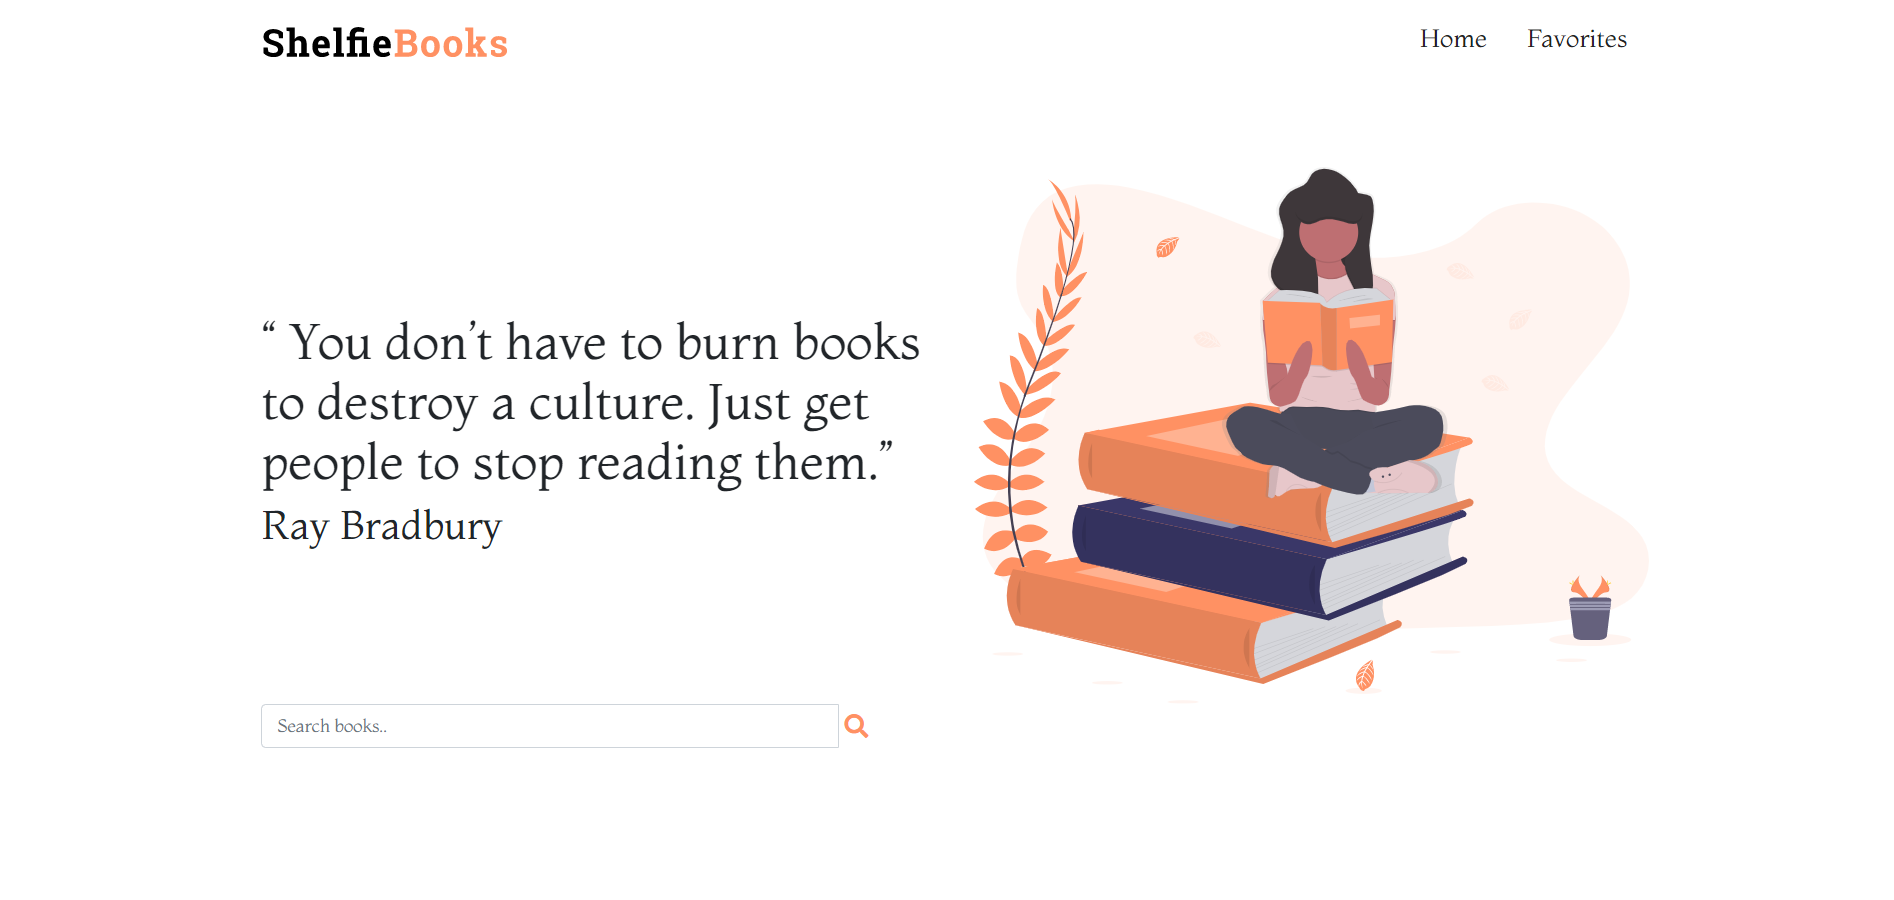 ShelfieBooks
Home Favorites
“ You don’t have to burn books
to destroy a culture. Just get
people to stop reading them.”
Ray Bradbury
Search books..